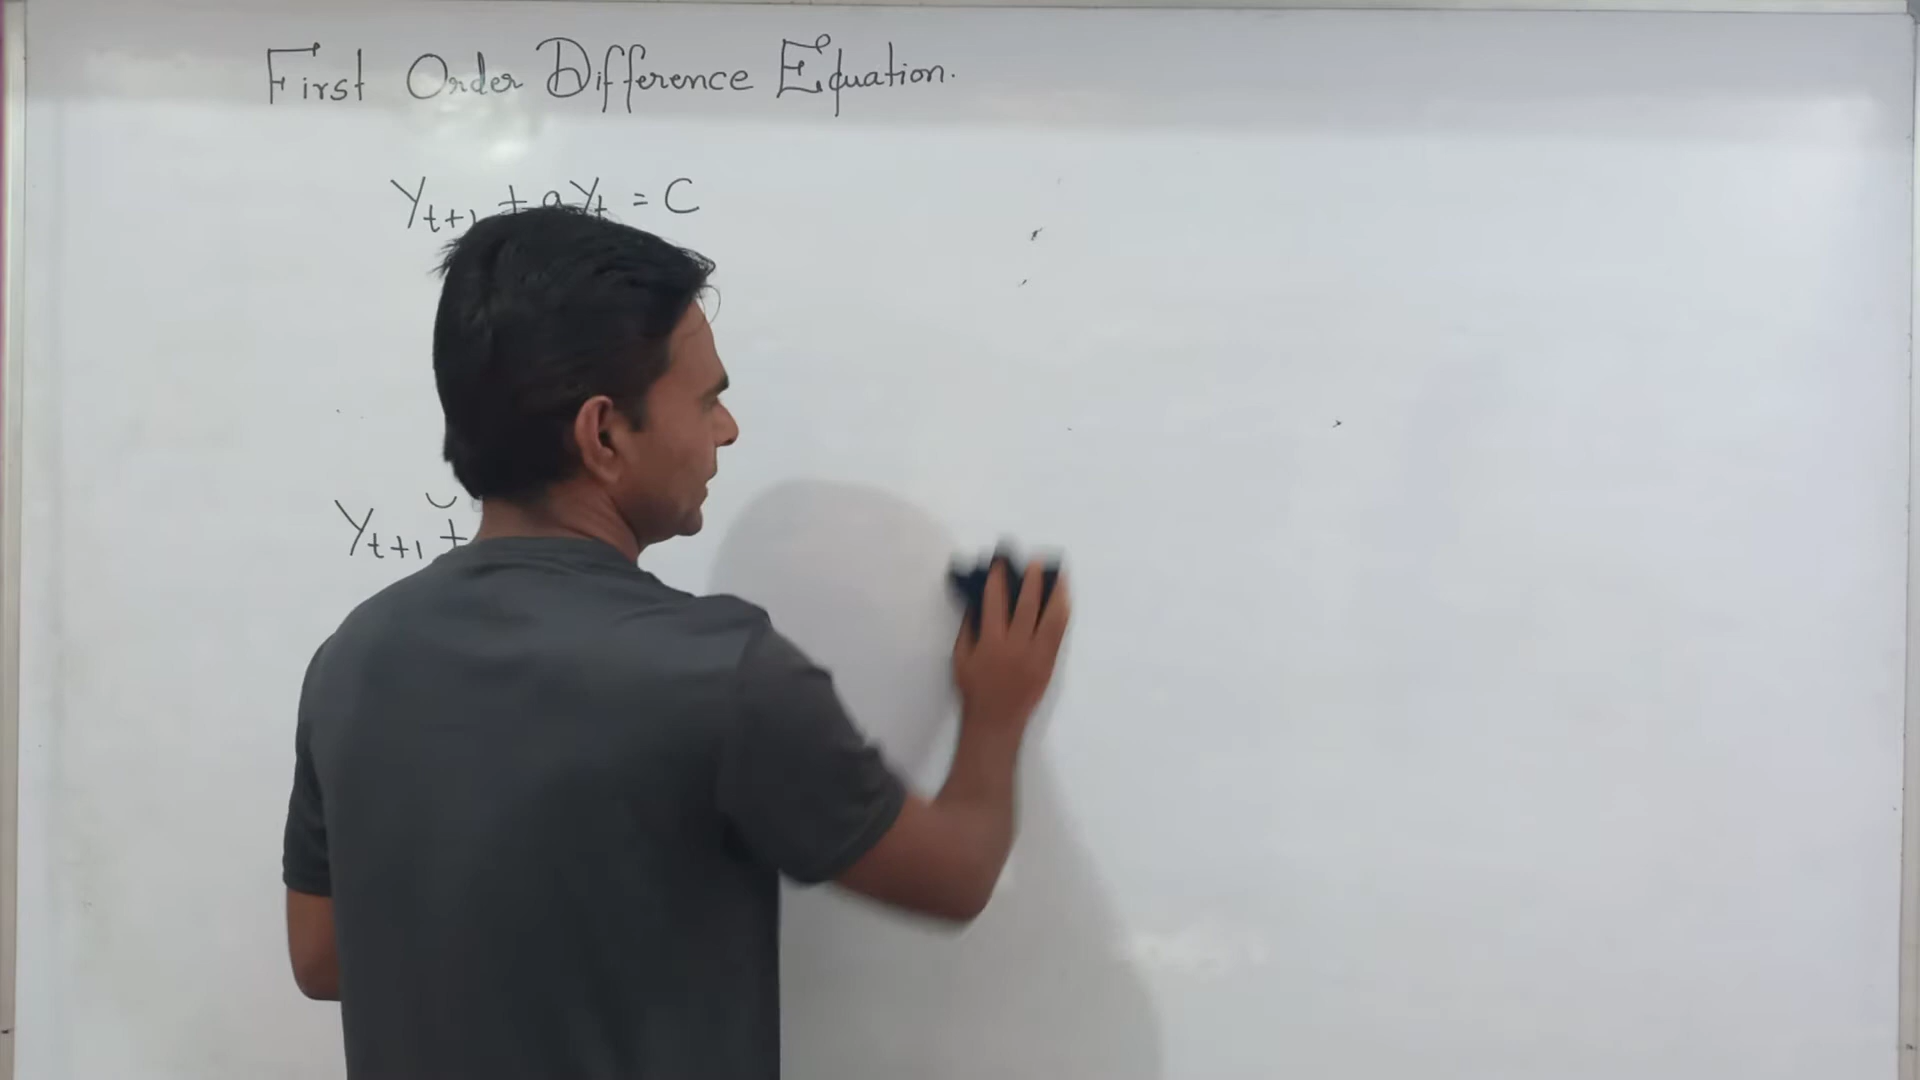 First Order Difference Equation.
Yt+1 + aYt = C
Yt+1 +